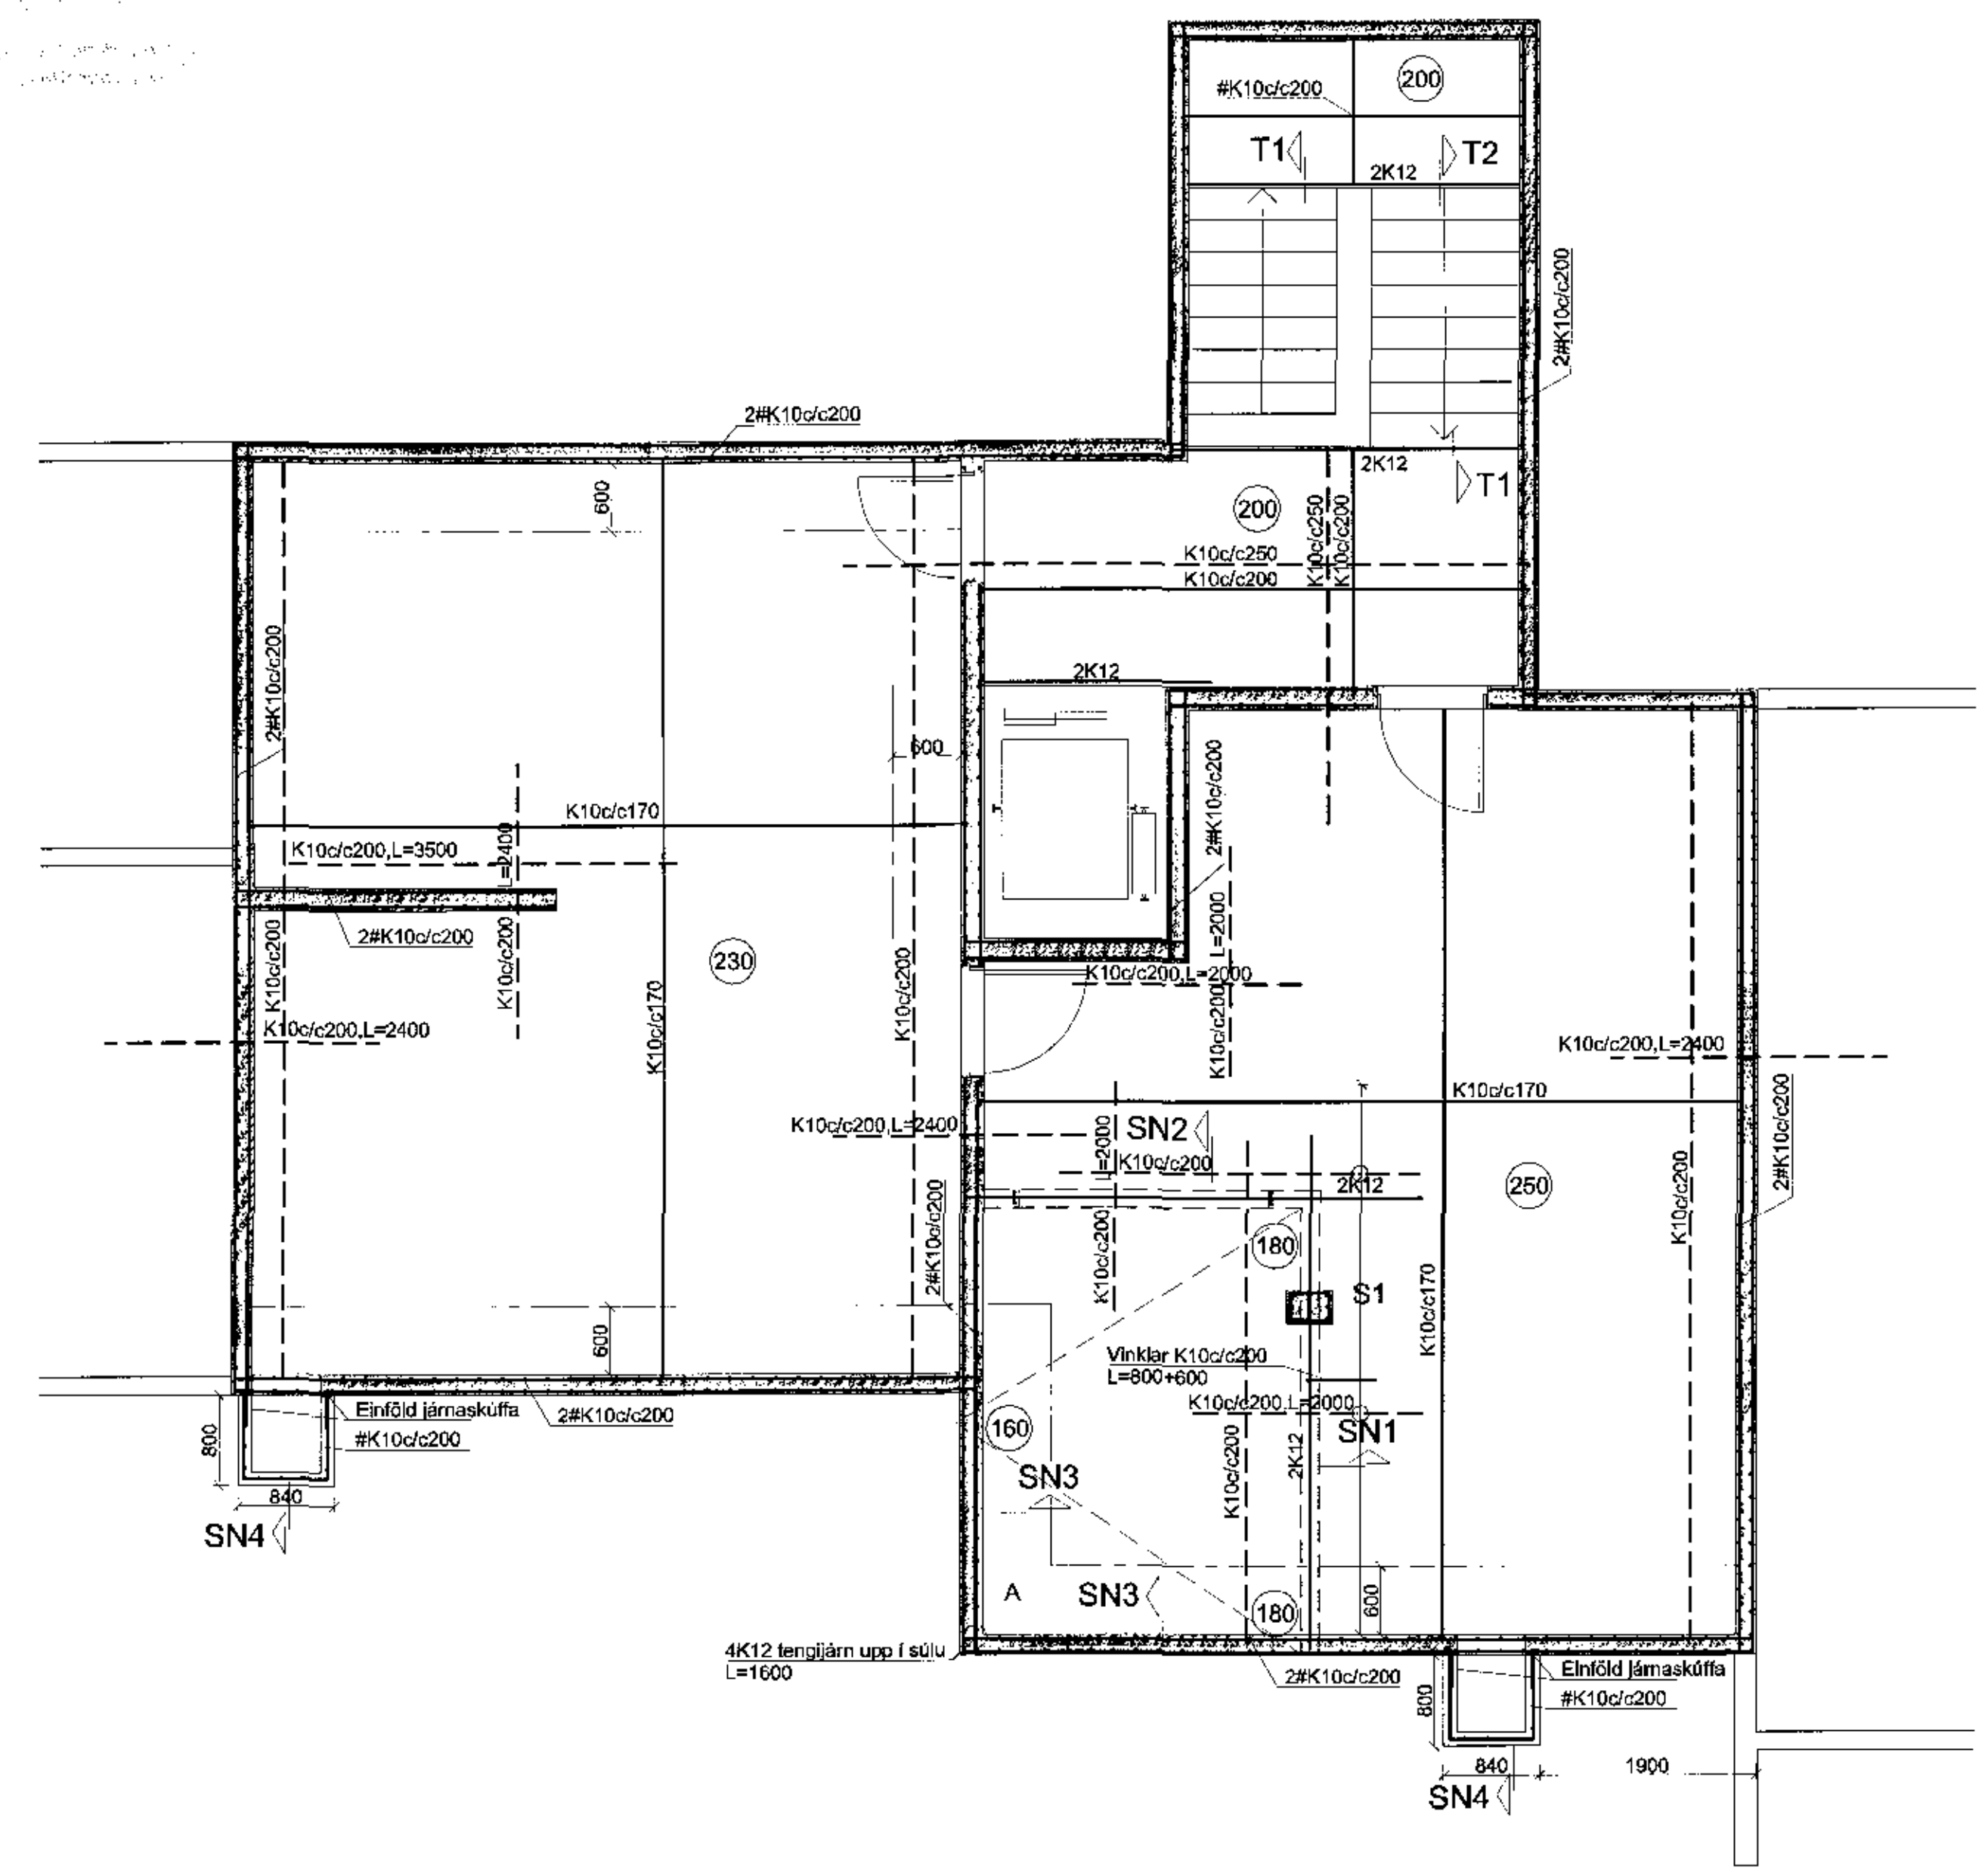 #K10c/c200
200
T1
T2
2K12
2#K10c/c200
2#K10c/c200
2K12
T1
600
200
K10c/c250
K10c/c200
K10c/c250
K10c/c200
2#K10c/c200
2K12
600
2#K10c/c200
K10c/c170
K10c/c200,L=3500
L=2400
K10c/c200
2#K10c/c200
K10c/c200
230
K10c/c200
K10c/c200 L=2000
K10c/c200,L=2000
K10c/c200,L=2400
K10c/c170
K10c/c200,L=2400
K10c/c170
2#K10c/c200
K10c/c200,L=2400
L=2000
SN2
K10c/c200
2K12
250
K10c/c200
2#K10c/c200
K10c/c200
180
S1
K10c/c170
600
Vinklar K10c/c200
L=800+600
K10c/c200,L=2000
Einföld járnaskúffa
2#K10c/c200
#K10c/c200
800
840
SN4
160
SN1
2K12
K10c/c200
SN3
A
SN3
180
600
4K12 tengijárn upp í súlu
L=1600
2#K10c/c200
Einföld járnaskúffa
#K10c/c200
800
840
1900
SN4